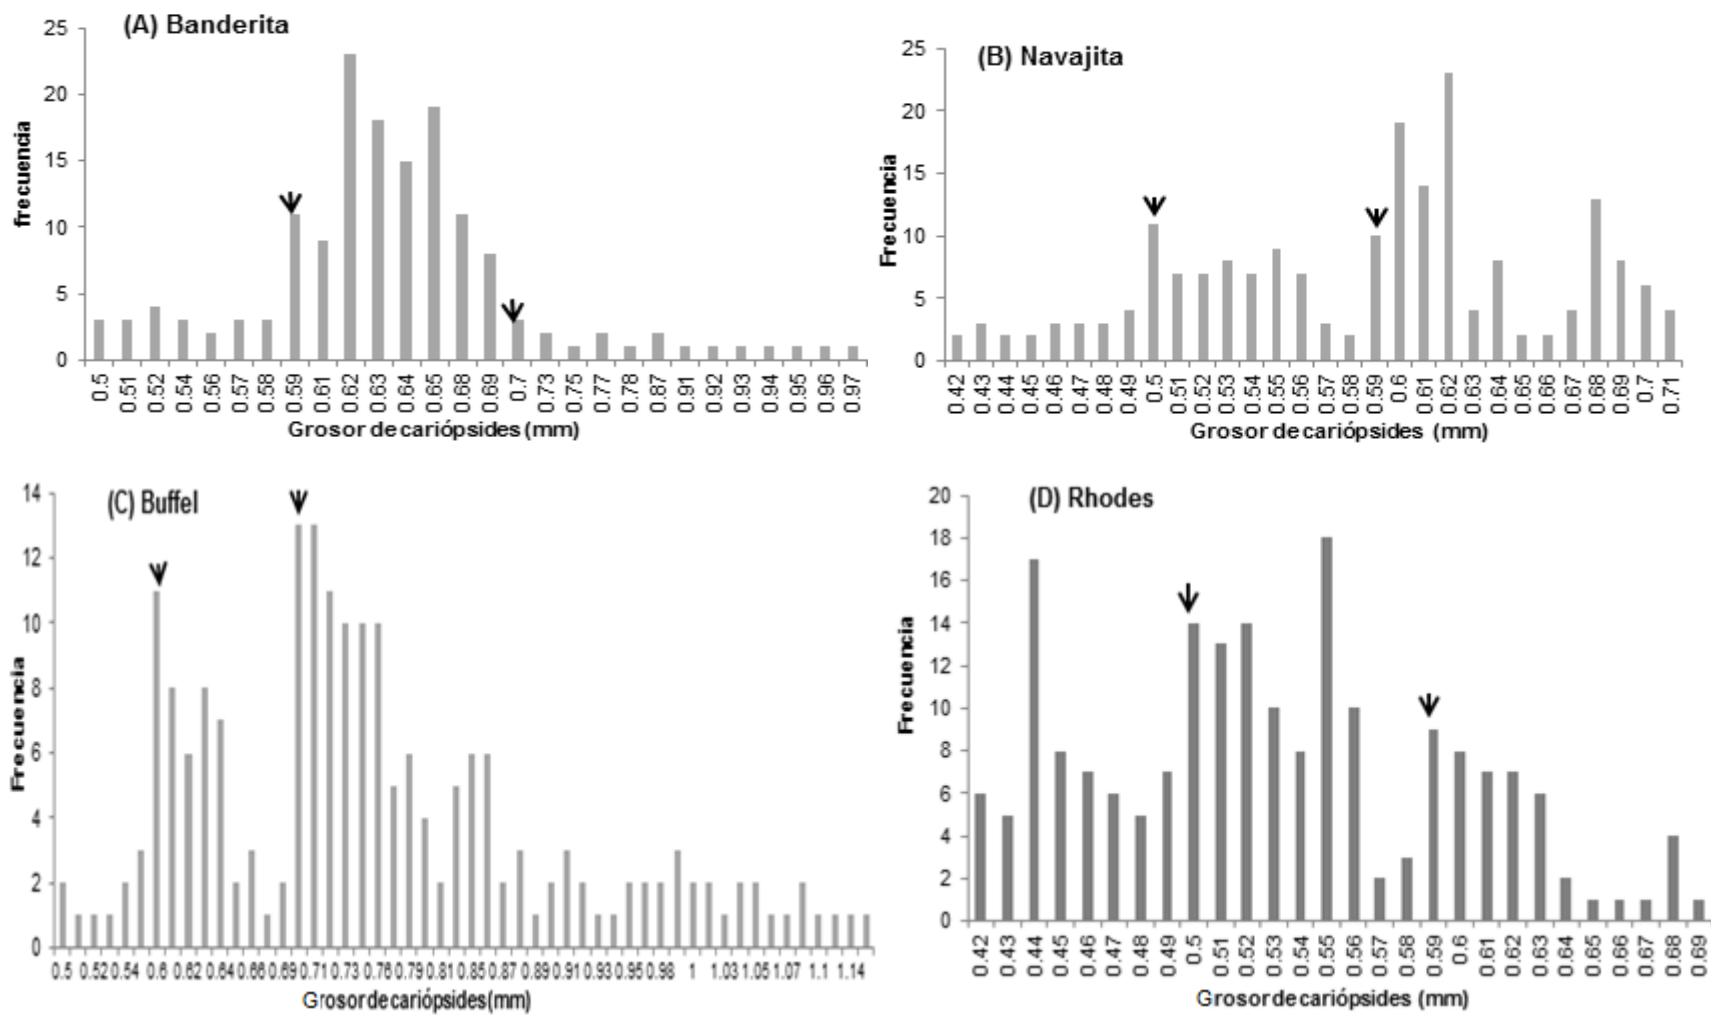 (A) Banderita
frecuencia
25
20
15
10
5
0
0.5 0.51 0.52 0.54 0.56 0.57 0.58 0.59 0.61 0.62 0.63 0.64 0.65 0.68 0.69 0.7 0.73 0.75 0.77 0.78 0.87 0.91 0.92 0.93 0.94 0.95 0.96 0.97
Grosor de cariópsides (mm)
(B) Navajita
Frecuencia
25
20
15
10
5
0
0.42 0.43 0.44 0.45 0.46 0.47 0.48 0.49 0.5 0.51 0.52 0.53 0.54 0.55 0.56 0.57 0.58 0.59 0.6 0.61 0.62 0.63 0.64 0.65 0.66 0.67 0.68 0.69 0.7 0.71
Grosor de cariópsides (mm)
(C) Buffel
Frecuencia
14
12
10
8
6
4
2
0
0.5 0.52 0.54 0.6 0.62 0.64 0.66 0.69 0.71 0.73 0.76 0.79 0.81 0.85 0.87 0.89 0.91 0.93 0.95 0.98 1 1.03 1.05 1.07 1.1 1.14
Grosor de cariópsides (mm)
(D) Rhodes
Frecuencia
20
18
16
14
12
10
8
6
4
2
0
0.42 0.43 0.44 0.45 0.46 0.47 0.48 0.49 0.5 0.51 0.52 0.53 0.54 0.55 0.56 0.57 0.58 0.59 0.6 0.61 0.62 0.63 0.64 0.65 0.66 0.67 0.68 0.69
Grosor de cariópsides (mm)